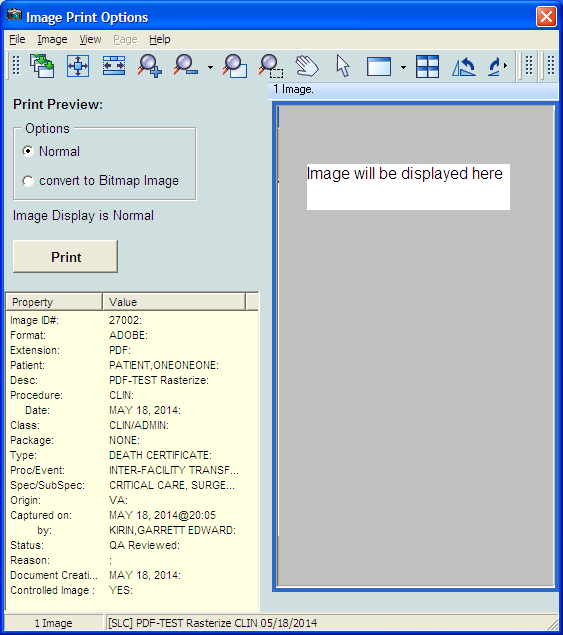 Image Print Options
File Image View Page Help
1 Image.
Print Preview:
Options
Normal
convert to Bitmap Image
Image Display is Normal
Print
Image will be displayed here
Property Value
Image ID#: 27002:
Format: ADOBE:
Extension: PDF:
Patient: PATIENT,ONEONEONE:
Desc: PDF-TEST Rasterize:
Procedure: CLIN:
Date: MAY 18, 2014:
Class: CLIN/ADMIN:
Package: NONE:
Type: DEATH CERTIFICATE:
Proc/Event: INTER-FACILITY TRANSF...
Spec/SubSpec: CRITICAL CARE, SURGE...
Origin: VA:
Captured on: MAY 18, 2014@20:05
by: KIRIN,GARRETT EDWARD:
Status: QA Reviewed:
Reason: :
Document Creati... MAY 18, 2014:
Controlled Image : YES:
1 Image [SLC] PDF-TEST Rasterize CLIN 05/18/2014